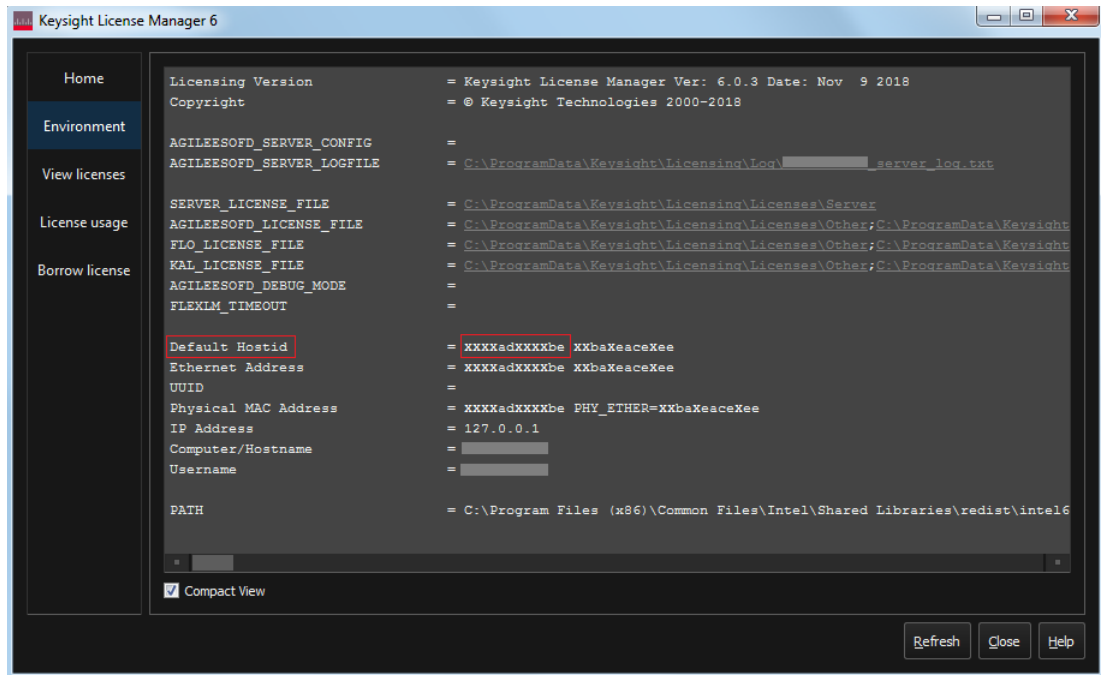 Keysight License Manager 6
Home
Environment
View licenses
License usage
Borrow license
Licensing Version = Keysight License Manager Ver: 6.0.3 Date: Nov 9 2018
Copyright = © Keysight Technologies 2000-2018
AGILEESOFD_SERVER_CONFIG =
AGILEESOFD_SERVER_LOGFILE = C:\ProgramData\Keysight\Licensing\Log\ _server_log.txt
SERVER_LICENSE_FILE = C:\ProgramData\Keysight\Licensing\Licenses\Server
AGILEESOFD_LICENSE_FILE = C:\ProgramData\Keysight\Licensing\Licenses\Other;C:\ProgramData\Keysight
FLO_LICENSE_FILE = C:\ProgramData\Keysight\Licensing\Licenses\Other;C:\ProgramData\Keysight
KAL_LICENSE_FILE = C:\ProgramData\Keysight\Licensing\Licenses\Other;C:\ProgramData\Keysight
AGILEESOFD_DEBUG_MODE =
FLEXLM_TIMEOUT =
Default Hostid = XXXXadXXXXbe XXbaXeaceXee
Ethernet Address = XXXXadXXXXbe XXbaXeaceXee
UUID =
Physical MAC Address = XXXXadXXXXbe PHY_ETHER=XXbaXeaceXee
IP Address = 127.0.0.1
Computer/Hostname =
Username =
PATH = C:\Program Files (x86)\Common Files\Intel\Shared Libraries\redist\intel6
Compact View
Refresh
Close
Help